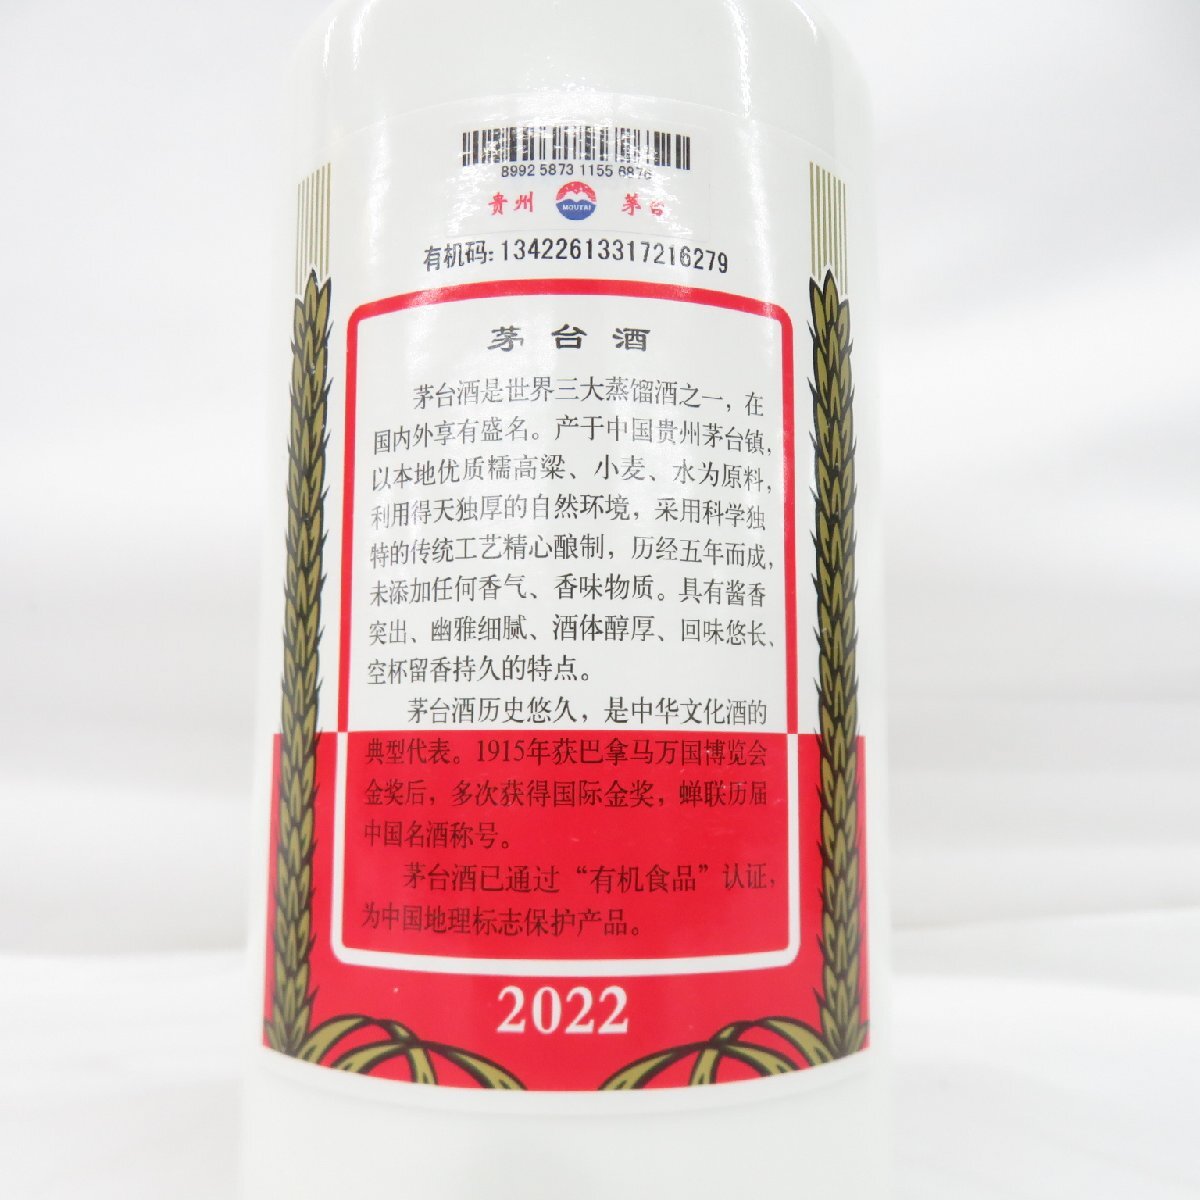 8992 5873 1155 6876
贵州 MOUTAI 茅台
有机码:13422613317216279
茅台酒
茅台酒是世界三大蒸馏酒之一，在
国内外享有盛名。产于中国贵州茅台镇，
以本地优质糯高粱、小麦、水为原料，
利用得天独厚的自然环境，采用科学独
特的传统工艺精心酿制，历经五年而成，
未添加任何香气、香味物质。具有酱香
突出、幽雅细腻、酒体醇厚、回味悠长、
空杯留香持久的特点。
茅台酒历史悠久，是中华文化酒的
典型代表。1915年获巴拿马万国博览会
金奖后，多次获得国际金奖，蝉联历届
中国名酒称号。
茅台酒已通过“有机食品”认证，
为中国地理标志保护产品。
2022